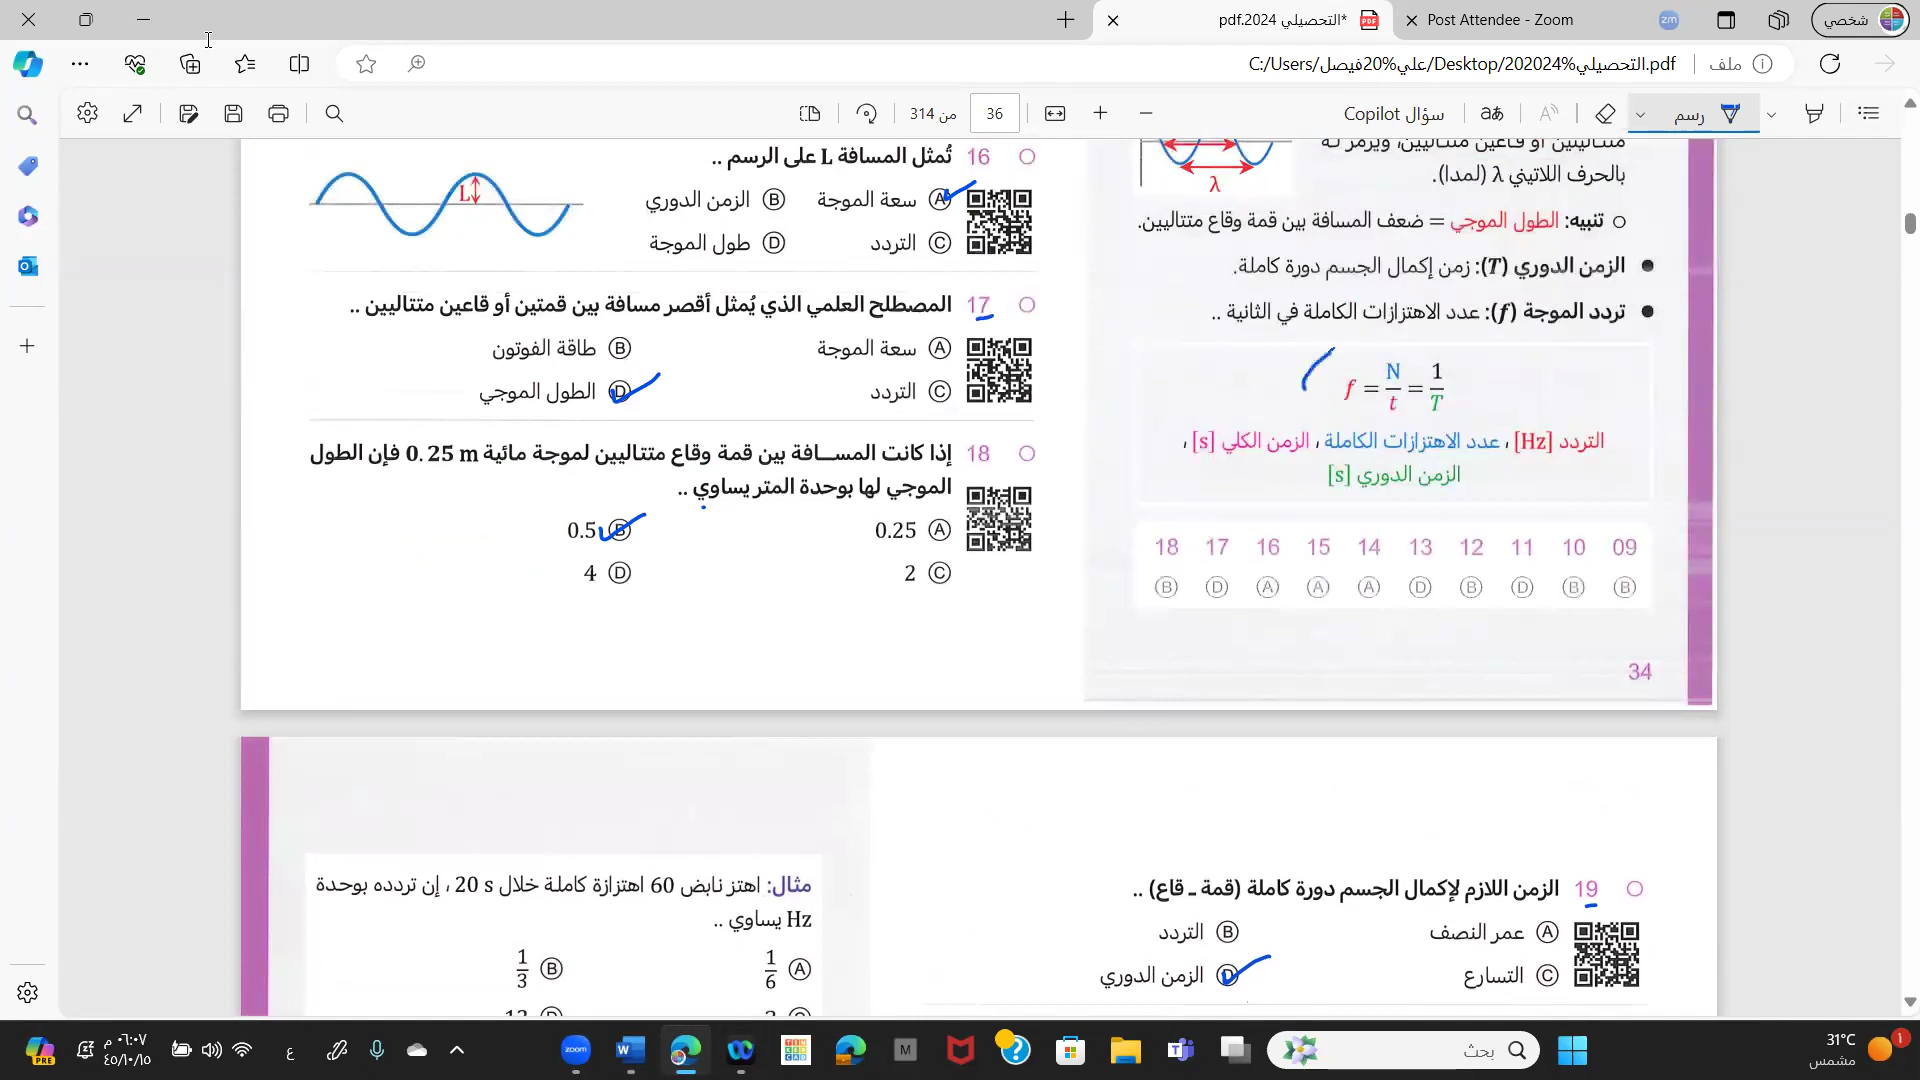 شخصي
Post Attendee - Zoom
*التحصيلي 2024.pdf
ملف
C:/Users/علي%20فيصل/Desktop/202024%التحصيلي.pdf
رسم
سؤال Copilot
36
من 314
بالحرف اللاتيني λ (لمدا).
λ
تنبيه: الطول الموجي = ضعف المسافة بين قمة وقاع متتاليين.
الزمن الدوري (T): زمن إكمال الجسم دورة كاملة.
تردد الموجة (f): عدد الاهتزازات الكاملة في الثانية ..
f = N/t = 1/T
التردد [Hz] ، عدد الاهتزازات الكاملة ، الزمن الكلي [s] ،
الزمن الدوري [s]
09 10 11 12 13 14 15 16 17 18
B B D B D A A A D B
34
16 تُمثل المسافة L على الرسم ..
L
A سعة الموجة B الزمن الدوري
C التردد D طول الموجة
17 المصطلح العلمي الذي يُمثل أقصر مسافة بين قمتين أو قاعين متتاليين ..
A سعة الموجة B طاقة الفوتون
C التردد D الطول الموجي
18 إذا كانت المسافة بين قمة وقاع متتاليين لموجة مائية 0.25 m فإن الطول
الموجي لها بوحدة المتر يساوي ..
A 0.25 B 0.5
C 2 D 4
19 الزمن اللازم لإكمال الجسم دورة كاملة (قمة ـ قاع) ..
A عمر النصف B التردد
C التسارع D الزمن الدوري
مثال: اهتز نابض 60 اهتزازة كاملة خلال 20 s ، إن تردده بوحدة
Hz يساوي ..
A 1/6 B 1/3
31°C
مشمس
بحث
ع
٠٦:٠٧ م
٤٥/١٠/١٥